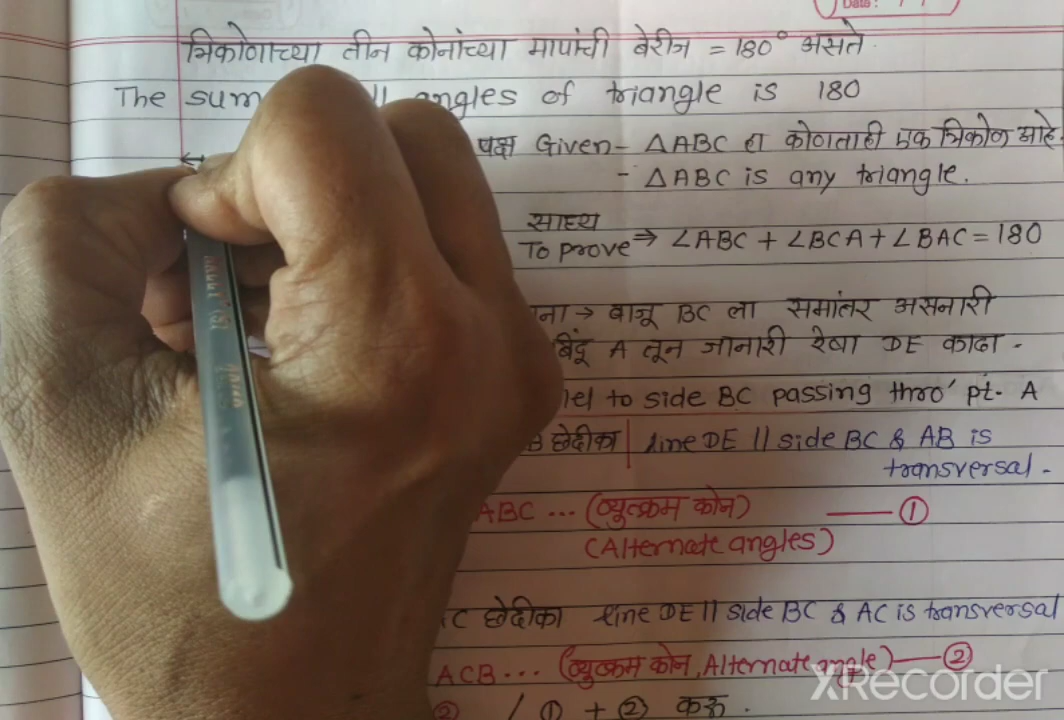 Date:
त्रिकोणाच्या तीन कोनांच्या मापांची बेरीज = 180° असते.
The sum angles of triangle is 180
पक्ष Given - △ABC हा कोणताही एक त्रिकोण आहे.
- △ABC is any triangle.
साध्य
To prove ⇒ ∠ABC + ∠BCA + ∠BAC = 180
→ बाजू BC ला समांतर असनारी
बिंदू A तून जानारी रेषा DE काढा.
to side BC passing thro' pt. A
छेदीका | line DE || side BC & AB is
transversal.
ABC ... (व्युत्क्रम कोन) —— ①
(Alternate angles)
छेदीका line DE || side BC & AC is transversal
ACB ... (व्युत्क्रम कोन, Alternate angle) — ②
② / ① + ② करू.
XRecorder